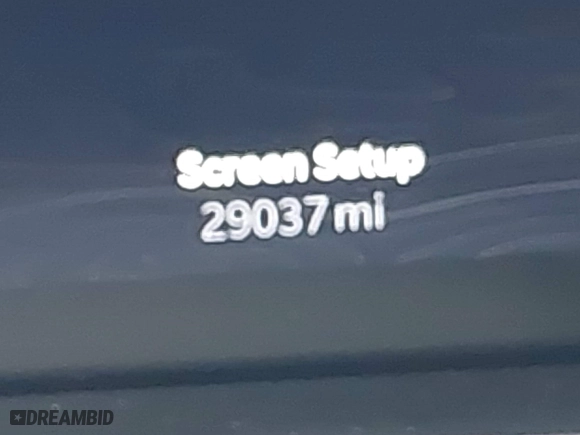 Screen Setup
29037 mi
DREAMBID